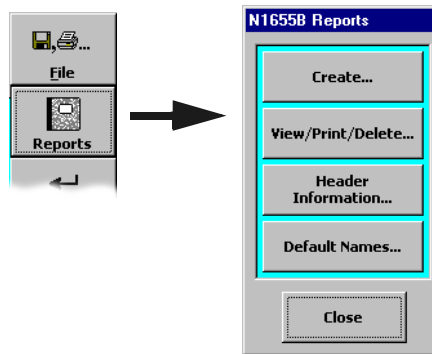 File
Reports
N1655B Reports
Create...
View/Print/Delete...
Header
Information...
Default Names...
Close